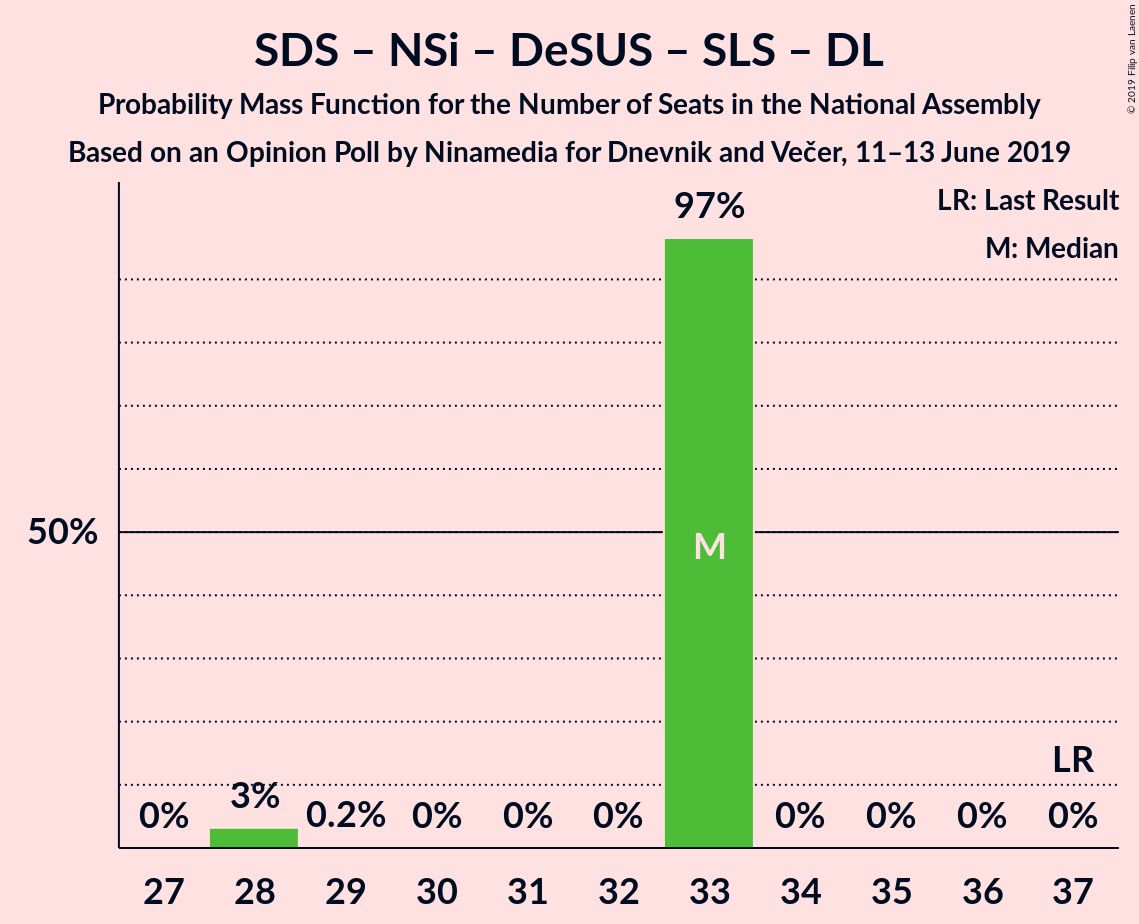 SDS – NSi – DeSUS – SLS – DL
Probability Mass Function for the Number of Seats in the National Assembly
Based on an Opinion Poll by Ninamedia for Dnevnik and Večer, 11–13 June 2019
© 2019 Filip van Laenen
LR: Last Result
M: Median
97%
50%
M
LR
0% 3% 0.2% 0% 0% 0% 0% 0% 0% 0%
27 28 29 30 31 32 33 34 35 36 37